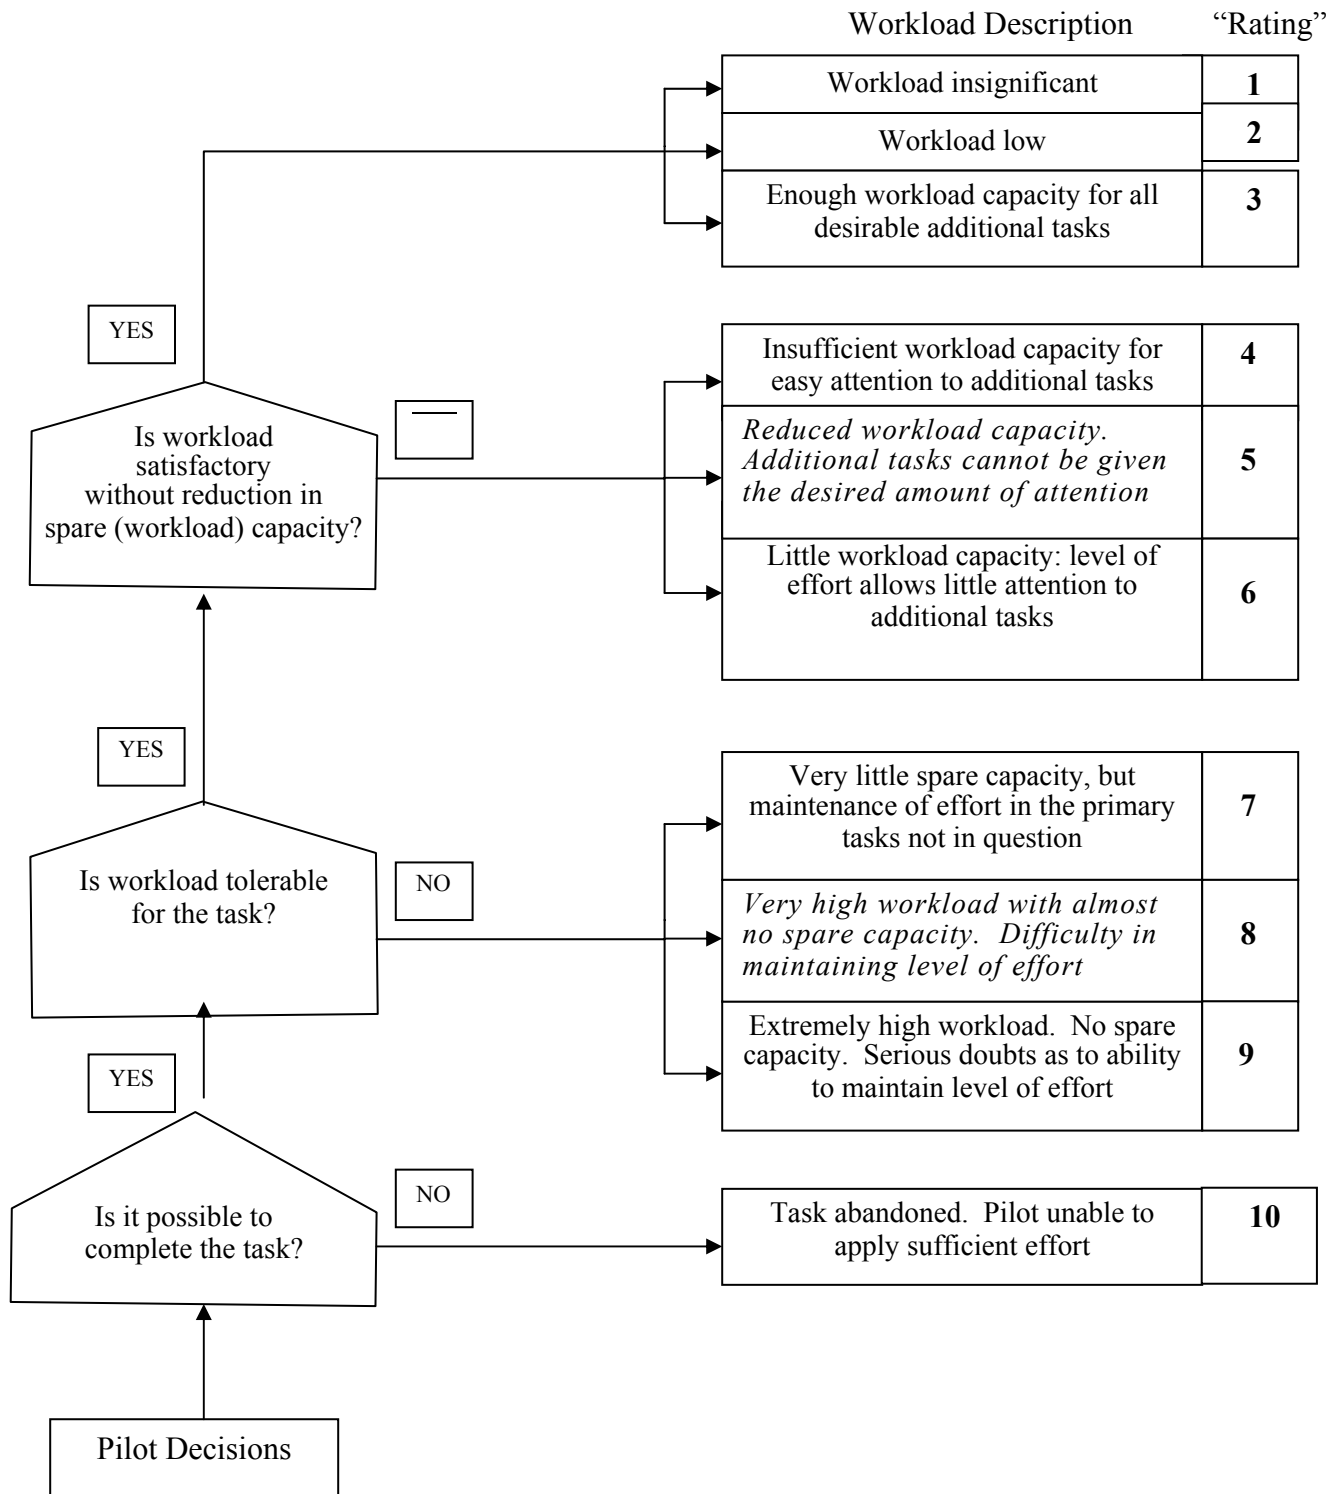 Workload Description “Rating”
Workload insignificant 1
Workload low 2
Enough workload capacity for all 3
desirable additional tasks
YES
Insufficient workload capacity for 4
easy attention to additional tasks
Is workload
satisfactory
without reduction in
spare (workload) capacity?
Reduced workload capacity.
Additional tasks cannot be given 5
the desired amount of attention
Little workload capacity: level of
effort allows little attention to 6
additional tasks
YES
Very little spare capacity, but
maintenance of effort in the primary 7
tasks not in question
Is workload tolerable
for the task?
NO
Very high workload with almost
no spare capacity. Difficulty in 8
maintaining level of effort
Extremely high workload. No spare
capacity. Serious doubts as to ability 9
to maintain level of effort
YES
Is it possible to
complete the task?
NO
Task abandoned. Pilot unable to 10
apply sufficient effort
Pilot Decisions